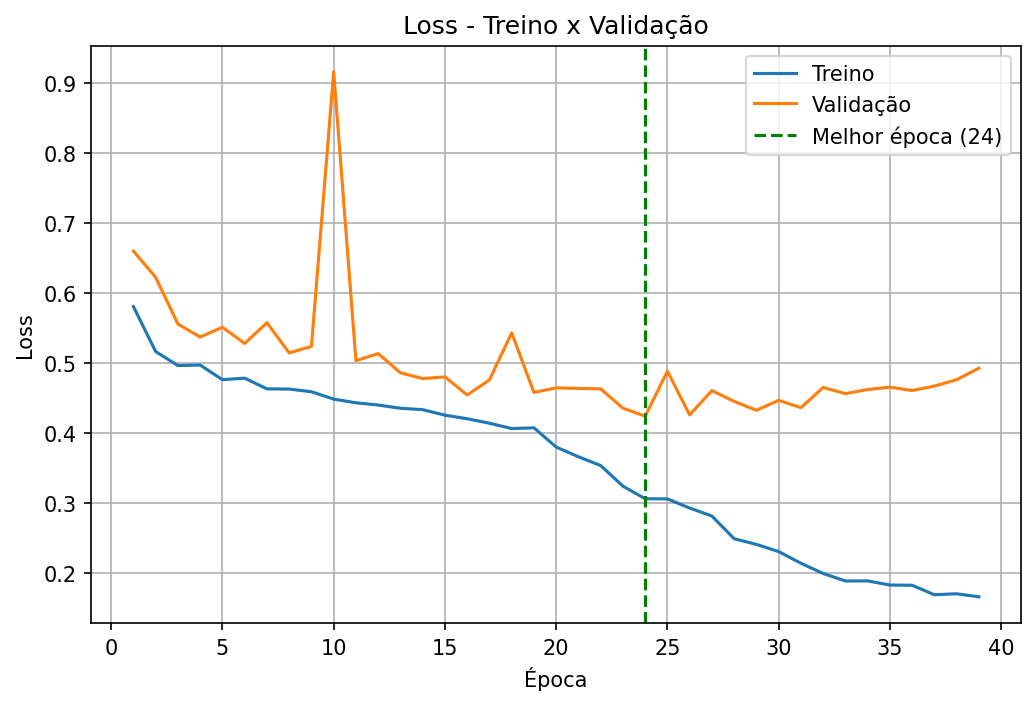 Loss - Treino x Validação
Treino
Validação
Melhor época (24)
Loss
0.9
0.8
0.7
0.6
0.5
0.4
0.3
0.2
0 5 10 15 20 25 30 35 40
Época